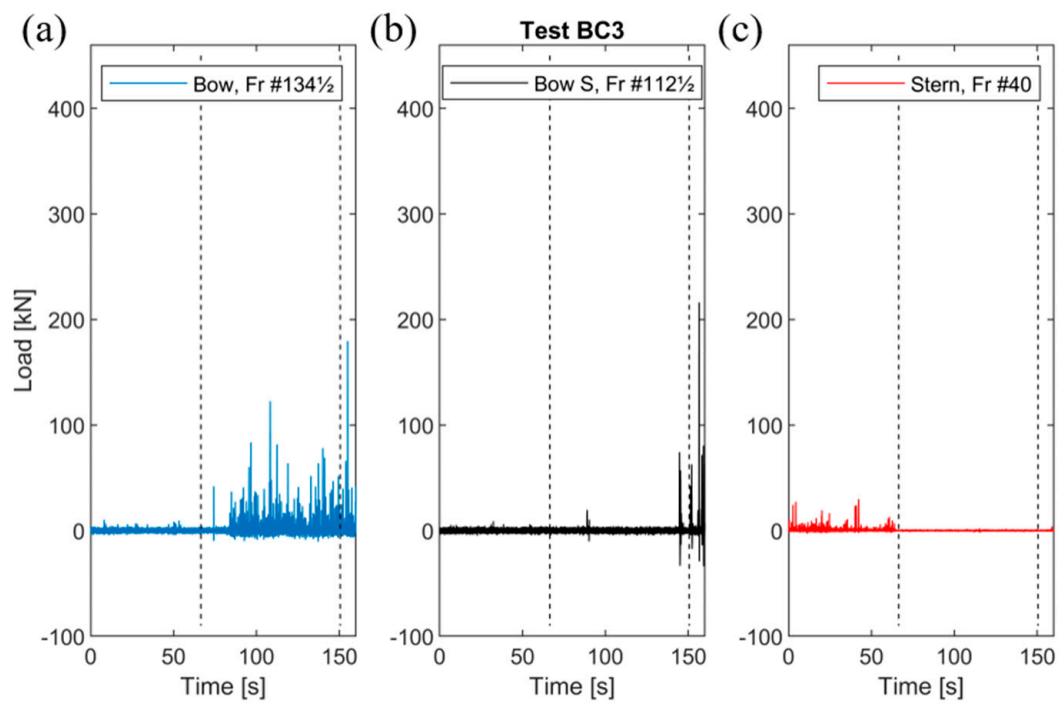 (a) (b) Test BC3 (c)
Bow, Fr #134½ Bow S, Fr #112½ Stern, Fr #40
400 400 400
300 300 300
Load [kN]
200 200 200
100 100 100
0 0 0
-100 -100 -100
0 50 100 150 0 50 100 150 0 50 100 150
Time [s] Time [s] Time [s]